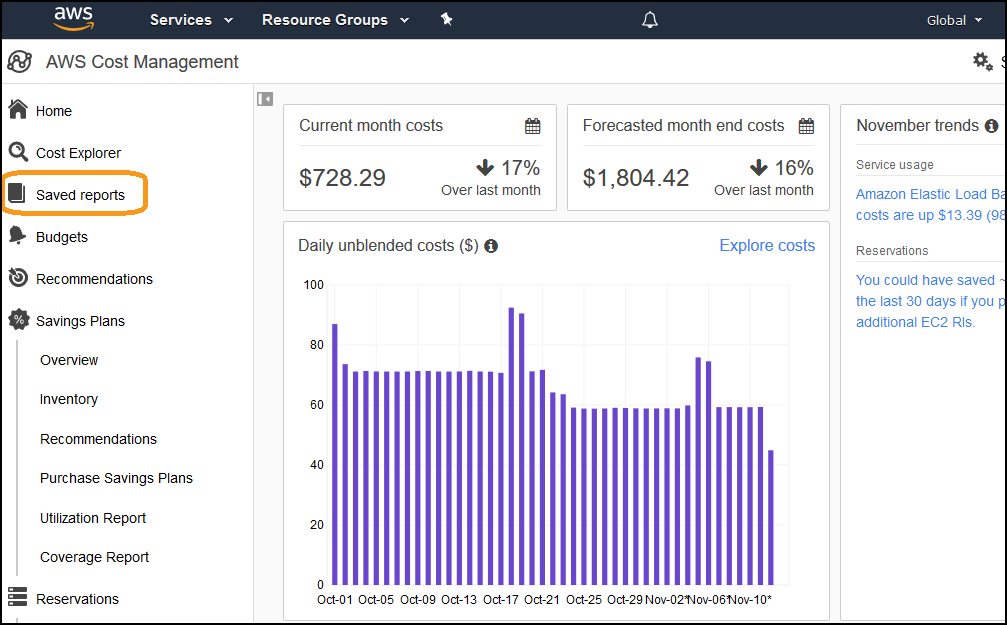 aws
Services
Resource Groups
Global
AWS Cost Management
Home
Cost Explorer
Saved reports
Budgets
Recommendations
Savings Plans
Overview
Inventory
Recommendations
Purchase Savings Plans
Utilization Report
Coverage Report
Reservations
Current month costs
$728.29
17%
Over last month
Forecasted month end costs
$1,804.42
16%
Over last month
Daily unblended costs ($)
Explore costs
100
80
60
40
20
0
Oct-01 Oct-05 Oct-09 Oct-13 Oct-17 Oct-21 Oct-25 Oct-29 Nov-02* Nov-06* Nov-10*
November trends
Service usage
Amazon Elastic Load Ba
costs are up $13.39 (98
Reservations
You could have saved ~
the last 30 days if you p
additional EC2 RIs.